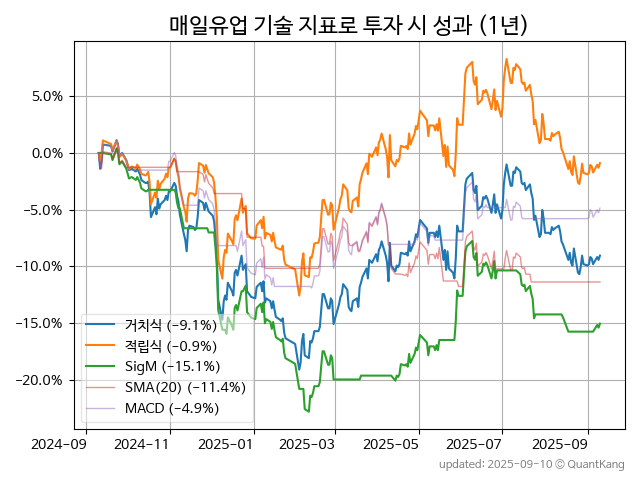 매일유업 기술 지표로 투자 시 성과 (1년)
5.0%
0.0%
−5.0%
−10.0%
−15.0%
−20.0%
거치식 (−9.1%)
적립식 (−0.9%)
SigM (−15.1%)
SMA(20) (−11.4%)
MACD (−4.9%)
2024-09
2024-11
2025-01
2025-03
2025-05
2025-07
2025-09
updated: 2025-09-10 © QuantKang